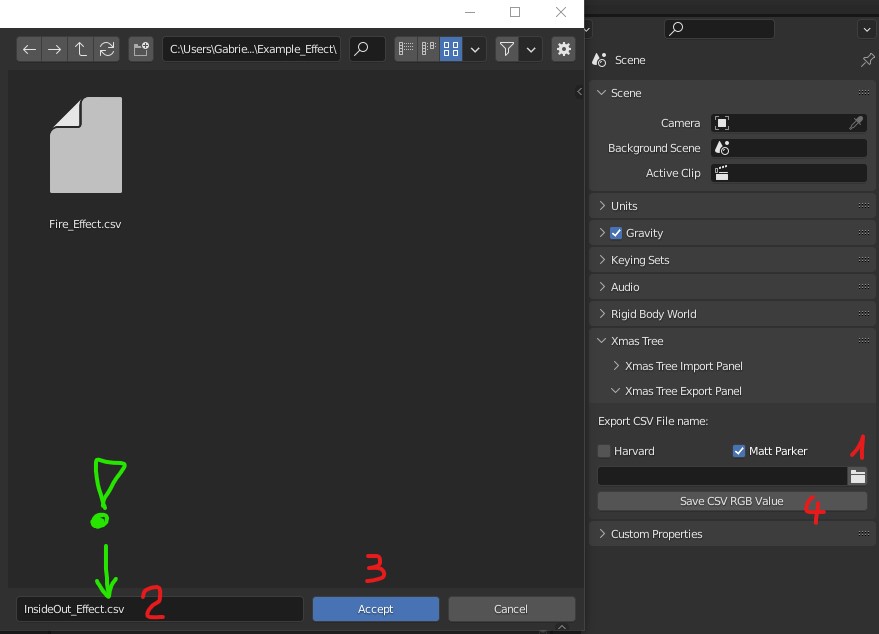 C:\Users\Gabrie...\Example_Effect\
Fire_Effect.csv
!
InsideOut_Effect.csv
2
3
Accept
Cancel
Scene
Scene
Camera
Background Scene
Active Clip
Units
Gravity
Keying Sets
Audio
Rigid Body World
Xmas Tree
Xmas Tree Import Panel
Xmas Tree Export Panel
Export CSV File name:
Harvard
Matt Parker
1
Save CSV RGB Value
4
Custom Properties